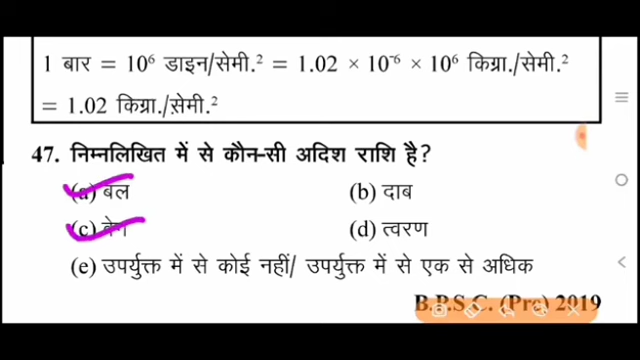 1 बार = 10⁶ डाइन/सेमी.² = 1.02 × 10⁻⁶ × 10⁶ किग्रा./सेमी.²
= 1.02 किग्रा./सेमी.²
47. निम्नलिखित में से कौन-सी अदिश राशि है?
(a) बल (b) दाब
(c) वेग (d) त्वरण
(e) उपर्युक्त में से कोई नहीं/ उपर्युक्त में से एक से अधिक
B.P.S.C. (Pre) 2019